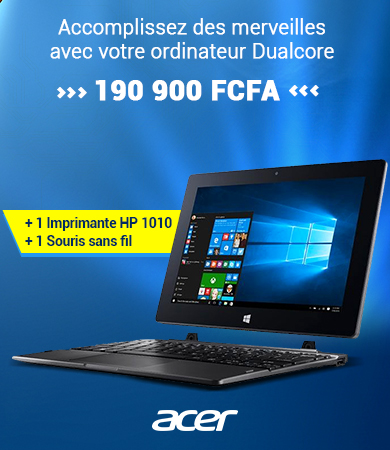 Accomplissez des merveilles
avec votre ordinateur Dualcore
››› 190 900 FCFA ‹‹‹
+ 1 Imprimante HP 1010
+ 1 Souris sans fil
acer